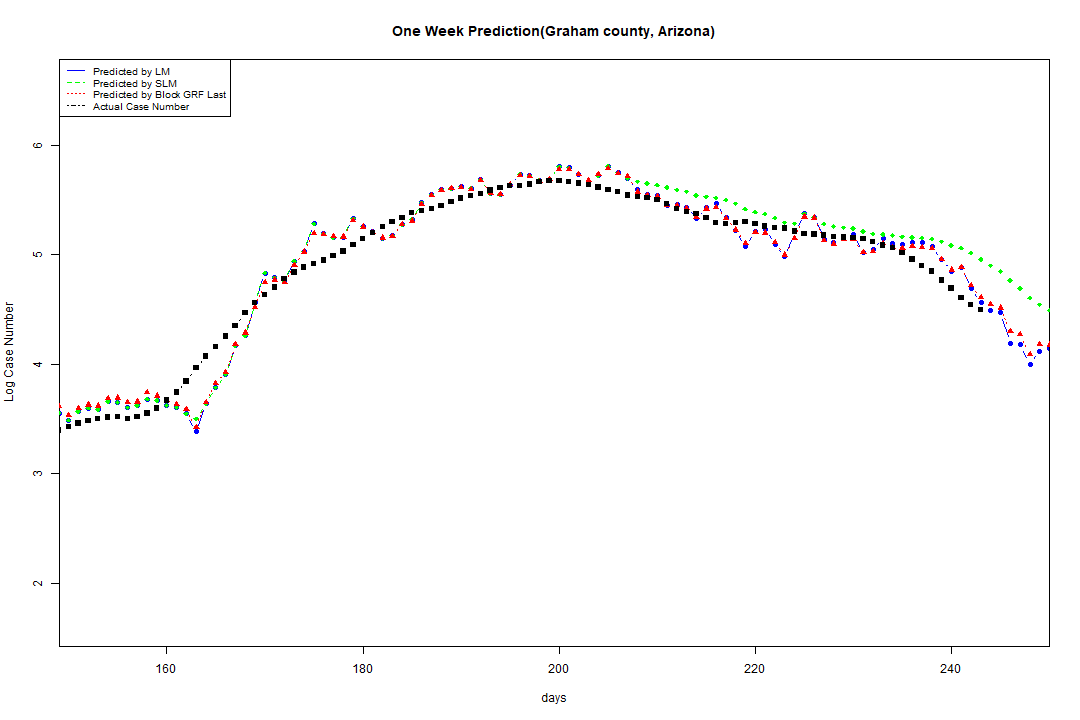 One Week Prediction(Graham county, Arizona)
Predicted by LM
Predicted by SLM
Predicted by Block GRF Last
Actual Case Number
6
5
4
3
2
Log Case Number
160 180 200 220 240
days